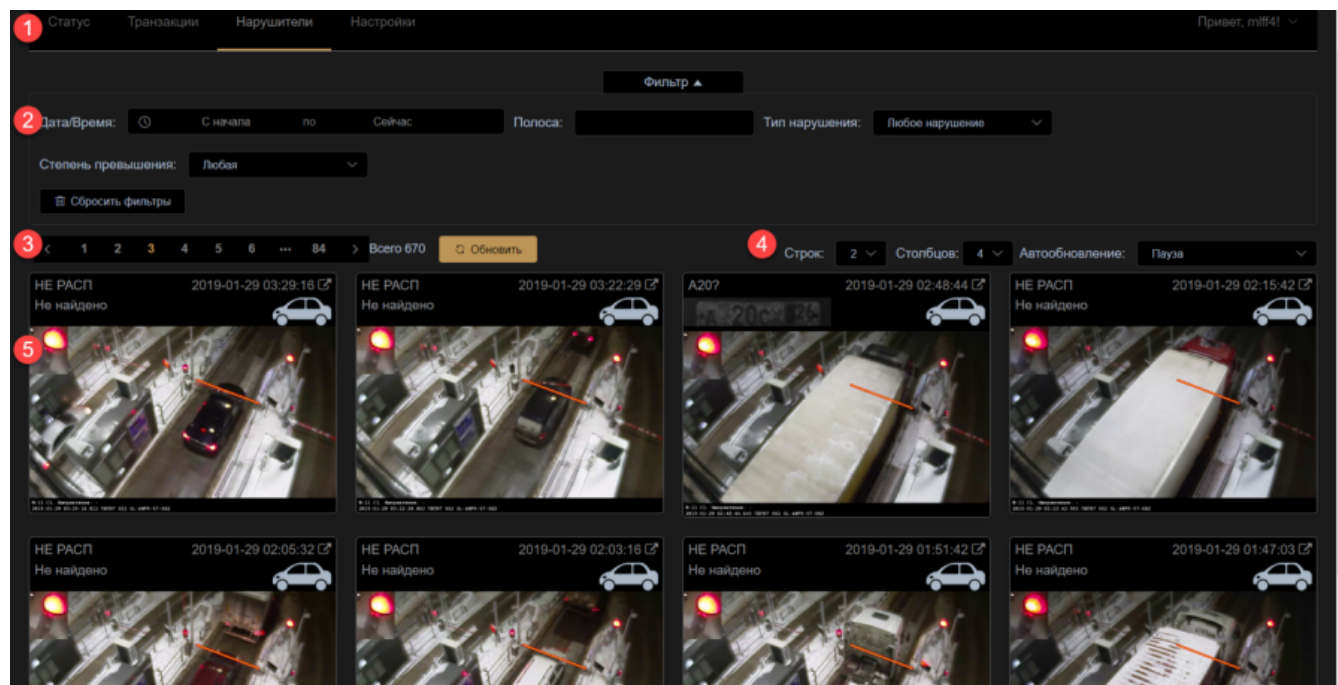 1 Статус Транзакции Нарушители Настройки Привет, mlff4!
Фильтр
2 Дата/Время: С начала по Сейчас Полоса: Тип нарушения: Любое нарушение
Степень превышения: Любая
Сбросить фильтры
3 1 2 3 4 5 6 ... 84 Всего 670 Обновить 4 Строк: 2 Столбцов: 4 Автообновление: Пауза
НЕ РАСП 2019-01-29 03:29:16 НЕ РАСП 2019-01-29 03:22:29 A20? 2019-01-29 02:48:44 НЕ РАСП 2019-01-29 02:15:42
Не найдено Не найдено Не найдено
5
НЕ РАСП 2019-01-29 02:05:32 НЕ РАСП 2019-01-29 02:03:16 НЕ РАСП 2019-01-29 01:51:42 НЕ РАСП 2019-01-29 01:47:03
Не найдено Не найдено Не найдено Не найдено